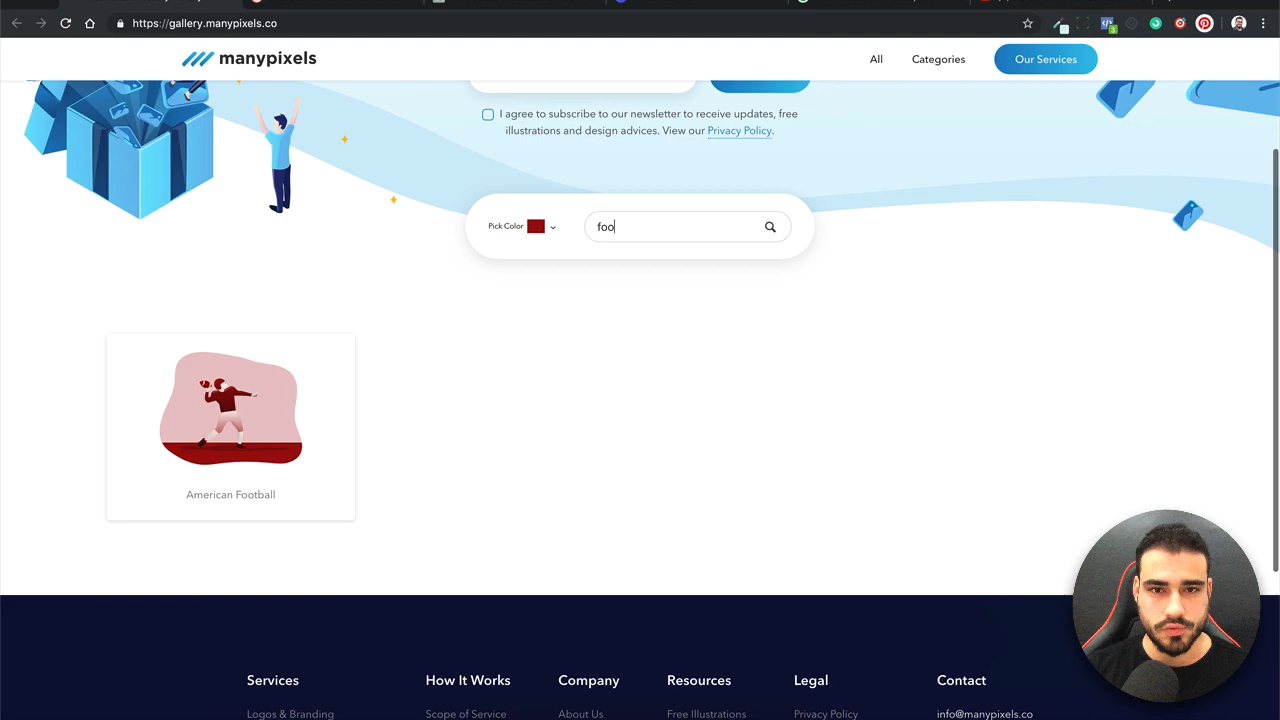 https://gallery.manypixels.co
3
manypixels
All
Categories
Our Services
I agree to subscribe to our newsletter to receive updates, free
illustrations and design advices. View our Privacy Policy.
Pick Color
foo
American Football
Services
How It Works
Company
Resources
Legal
Contact
Logos & Branding
Scope of Service
About Us
Free Illustrations
Privacy Policy
info@manypixels.co